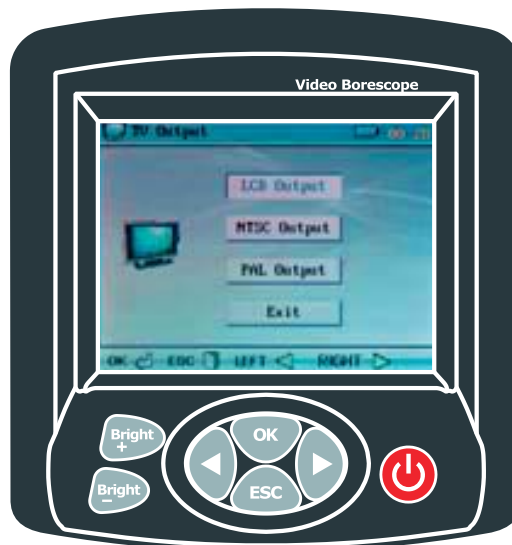 Video Borescope
TV Output
LCD Output
NTSC Output
PAL Output
Exit
OK ESC LEFT RIGHT
Bright
+
OK
Bright
−
ESC